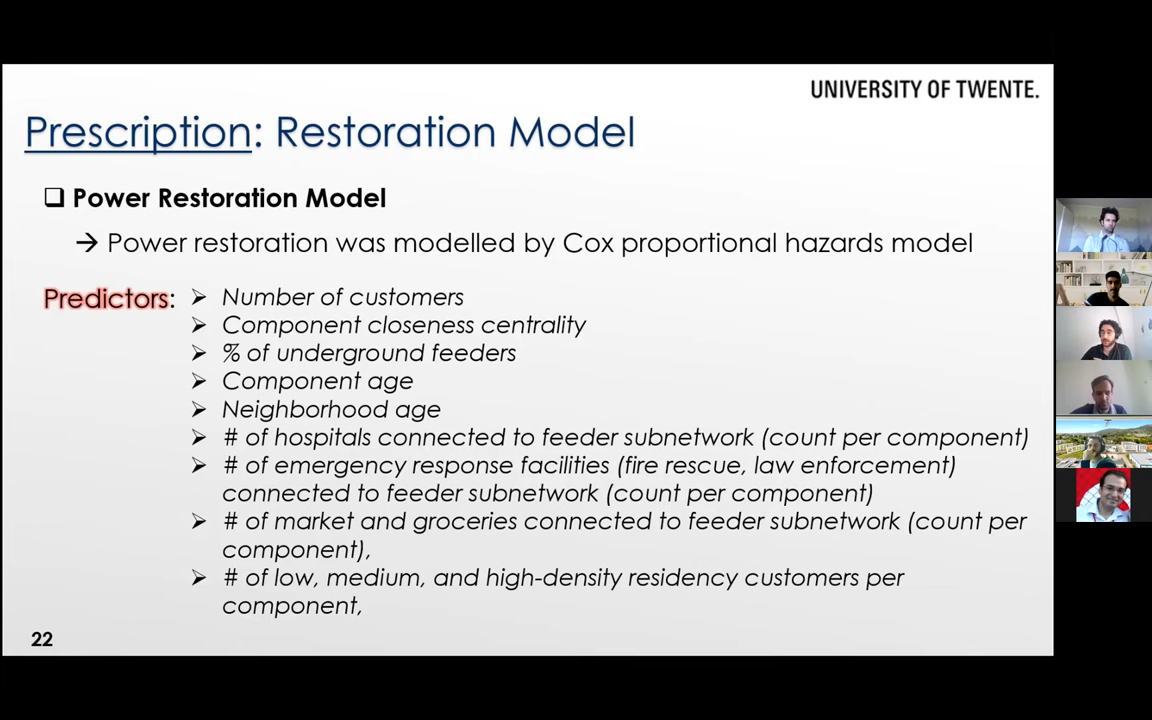 UNIVERSITY OF TWENTE.
Prescription: Restoration Model
❑ Power Restoration Model
→ Power restoration was modelled by Cox proportional hazards model
Predictors:
➢ Number of customers
➢ Component closeness centrality
➢ % of underground feeders
➢ Component age
➢ Neighborhood age
➢ # of hospitals connected to feeder subnetwork (count per component)
➢ # of emergency response facilities (fire rescue, law enforcement)
connected to feeder subnetwork (count per component)
➢ # of market and groceries connected to feeder subnetwork (count per
component),
➢ # of low, medium, and high-density residency customers per
component,
22